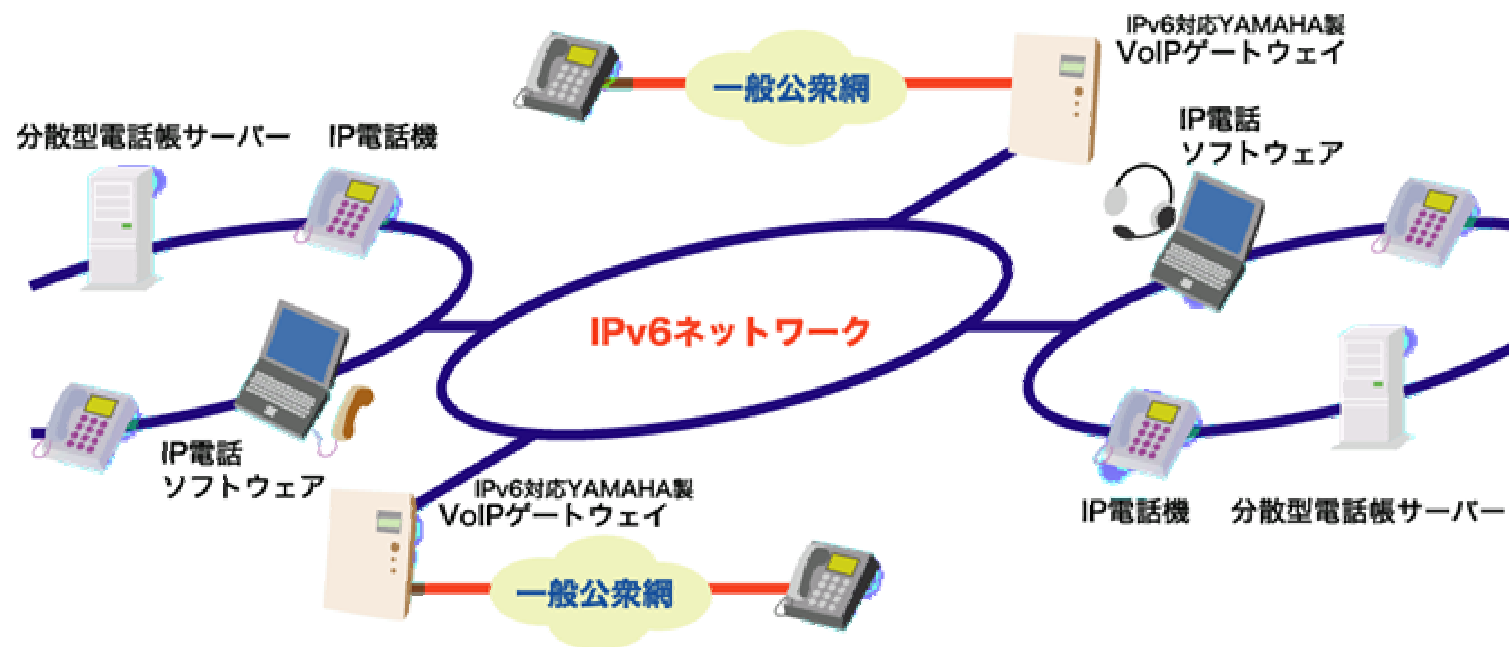 IPv6対応YAMAHA製
VoIPゲートウェイ
一般公衆網
分散型電話帳サーバー
IP電話機
IP電話
ソフトウェア
IPv6ネットワーク
IP電話
ソフトウェア
IPv6対応YAMAHA製
VoIPゲートウェイ
IP電話機
分散型電話帳サーバー
一般公衆網